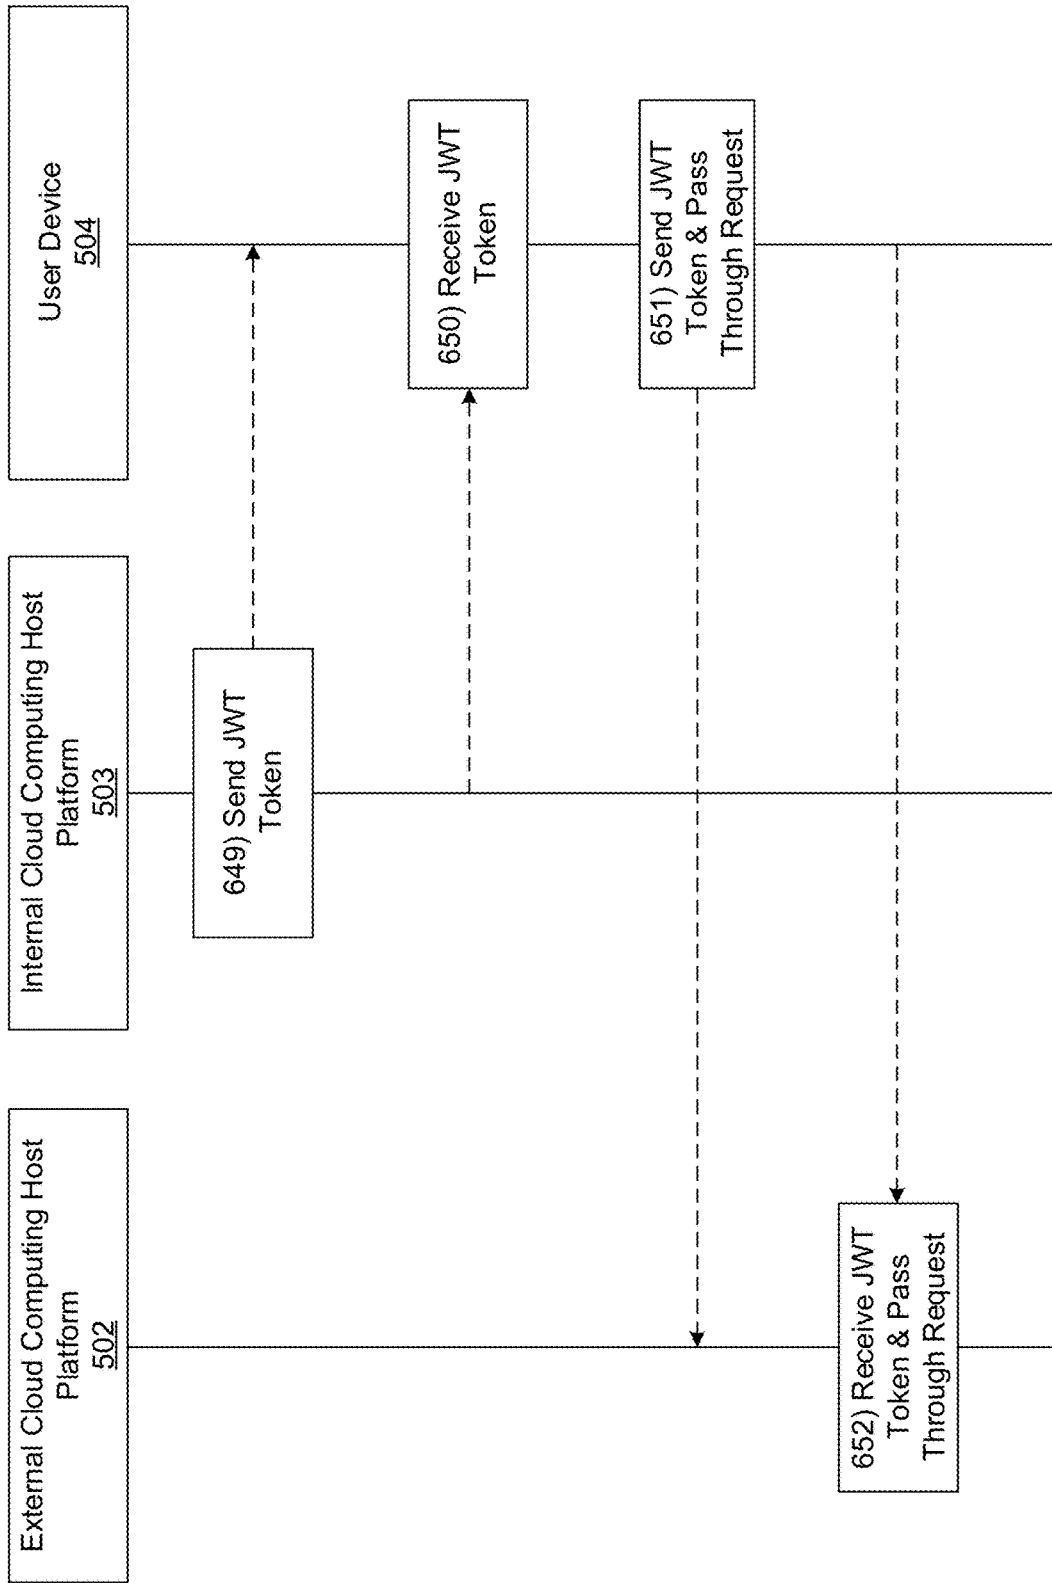 External Cloud Computing Host
Platform
502
Internal Cloud Computing Host
Platform
503
User Device
504
649) Send JWT
Token
650) Receive JWT
Token
651) Send JWT
Token & Pass
Through Request
652) Receive JWT
Token & Pass
Through Request